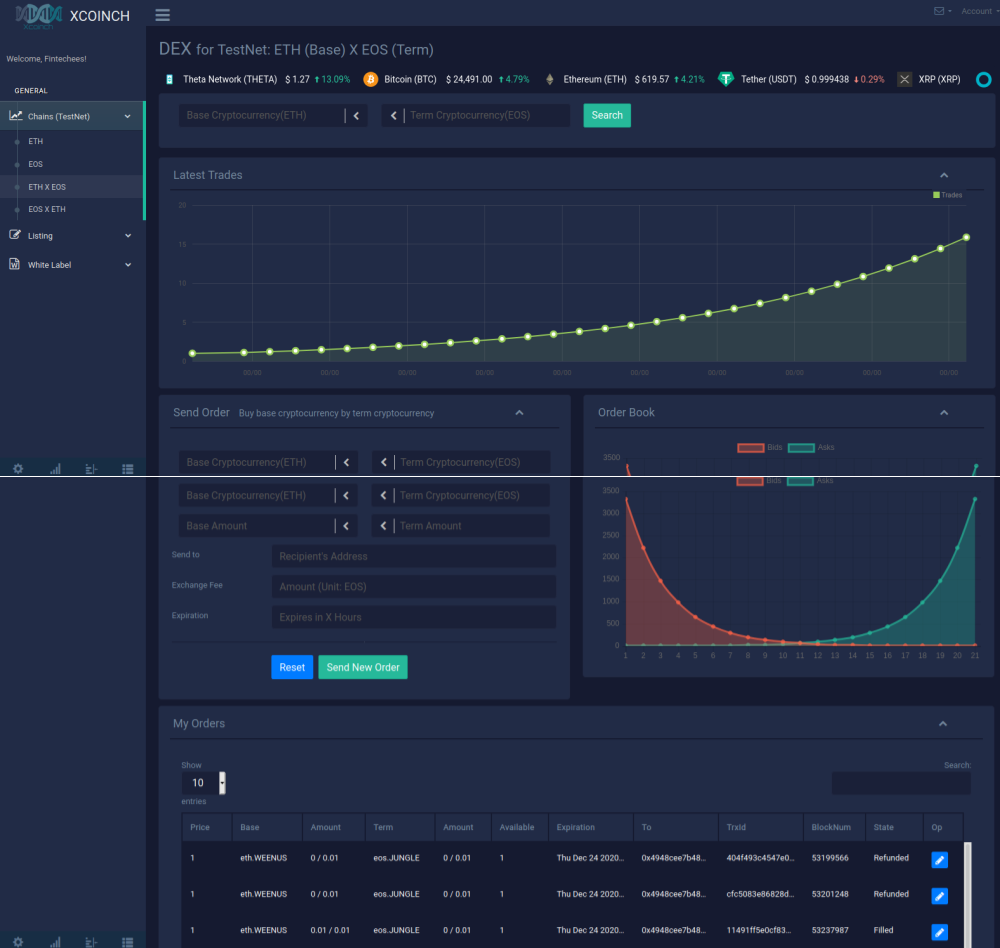 XCOINCH
xcoinch
Account
Welcome, Fintechees!
GENERAL
Chains (TestNet)
ETH
EOS
ETH X EOS
EOS X ETH
Listing
White Label
DEX for TestNet: ETH (Base) X EOS (Term)
Theta Network (THETA) $ 1.27 13.09% Bitcoin (BTC) $ 24,491.00 4.79% Ethereum (ETH) $ 619.57 4.21% Tether (USDT) $ 0.999438 0.29% XRP (XRP)
Base Cryptocurrency(ETH) Term Cryptocurrency(EOS) Search
Latest Trades
Trades
20
15
10
5
0
00/00 00/00 00/00 00/00 00/00 00/00 00/00 00/00 00/00 00/00
Send Order Buy base cryptocurrency by term cryptocurrency
Base Cryptocurrency(ETH) Term Cryptocurrency(EOS)
Base Cryptocurrency(ETH) Term Cryptocurrency(EOS)
Base Amount Term Amount
Send to Recipient's Address
Exchange Fee Amount (Unit: EOS)
Expiration Expires in X Hours
Reset Send New Order
Order Book
Bids Asks
3500
Bids Asks
3500
3000
2500
2000
1500
1000
500
0
1 2 3 4 5 6 7 8 9 10 11 12 13 14 15 16 17 18 19 20 21
My Orders
Show
10
entries
Search:
Price Base Amount Term Amount Available Expiration To TrxId BlockNum State Op
1 eth.WEENUS 0 / 0.01 eos.JUNGLE 0 / 0.01 1 Thu Dec 24 2020... 0x4948cee7b48... 404f493c4547e0... 53199566 Refunded
1 eth.WEENUS 0 / 0.01 eos.JUNGLE 0 / 0.01 1 Thu Dec 24 2020... 0x4948cee7b48... cfc5083e86828d... 53201248 Refunded
1 eth.WEENUS 0.01 / 0.01 eos.JUNGLE 0 / 0.01 1 Thu Dec 24 2020... 0x4948cee7b48... 11491ff5e0cf83... 53237987 Filled